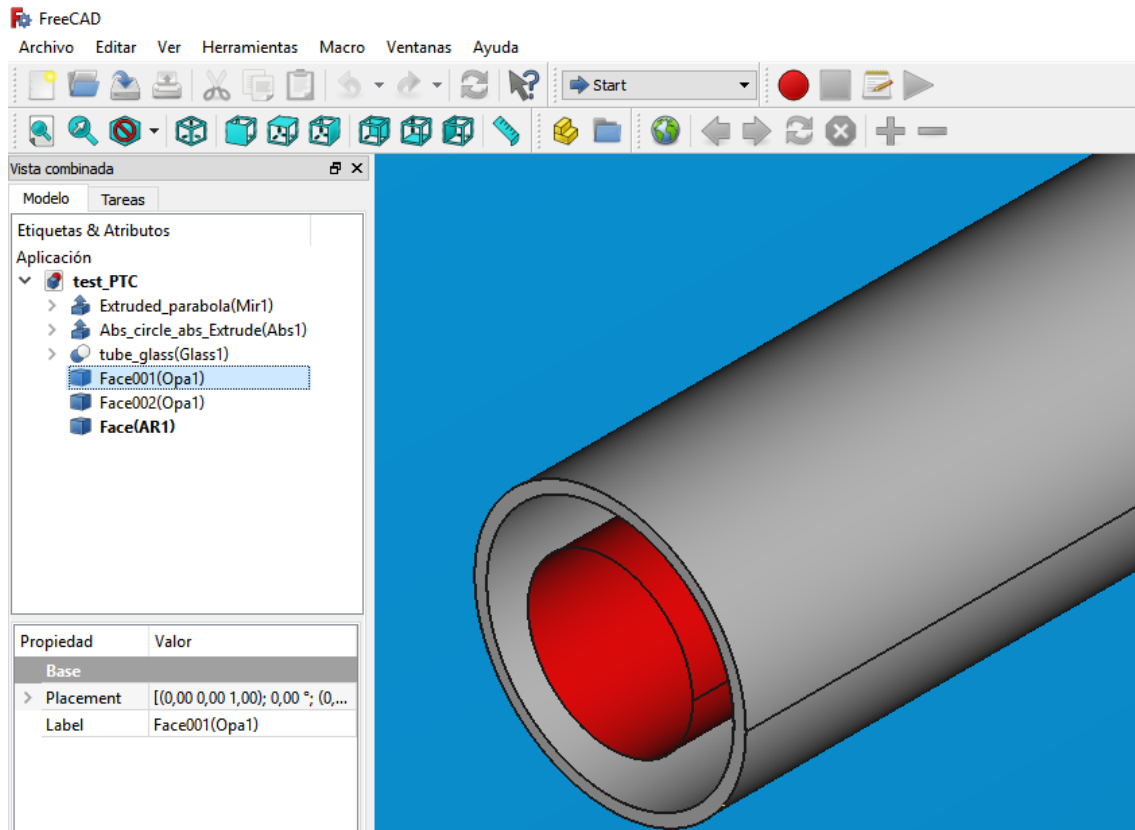 FreeCAD
Archivo Editar Ver Herramientas Macro Ventanas Ayuda
Start
Vista combinada
Modelo Tareas
Etiquetas & Atributos
Aplicación
test_PTC
Extruded_parabola(Mir1)
Abs_circle_abs_Extrude(Abs1)
tube_glass(Glass1)
Face001(Opa1)
Face002(Opa1)
Face(AR1)
Propiedad Valor
Base
Placement [(0,00 0,00 1,00); 0,00 °; (0,...
Label Face001(Opa1)